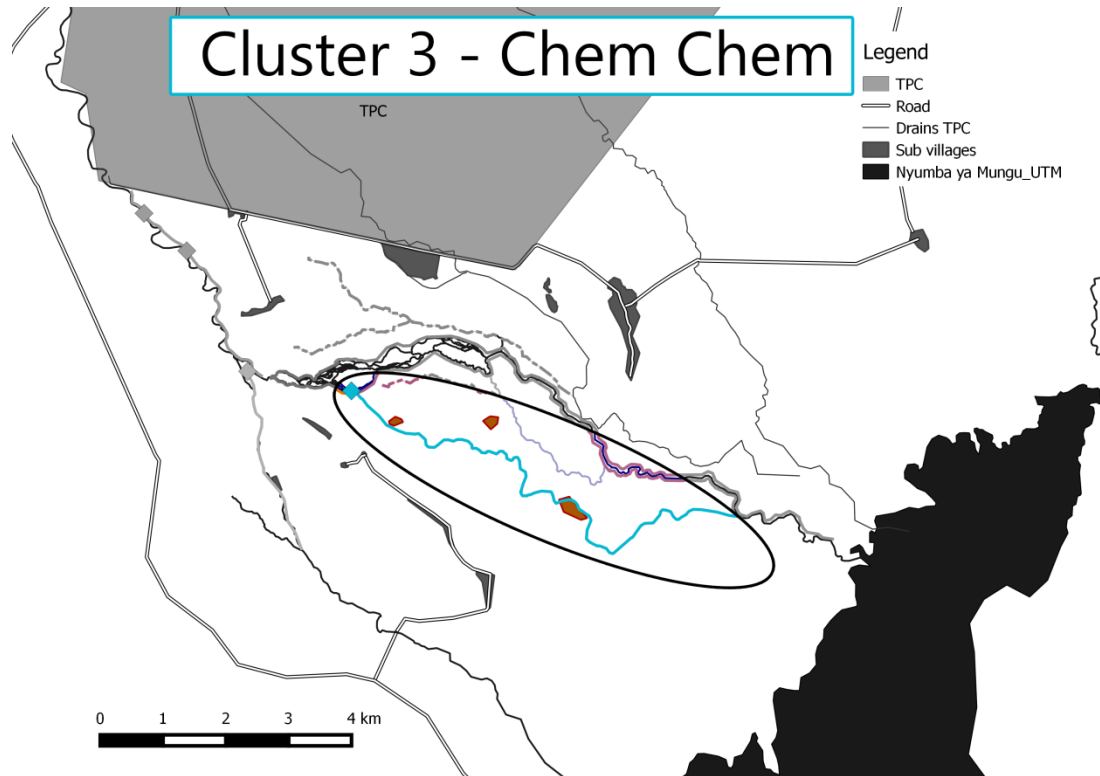 Cluster 3 - Chem Chem
TPC
Legend
TPC
Road
Drains TPC
Sub villages
Nyumba ya Mungu_UTM
0 1 2 3 4 km